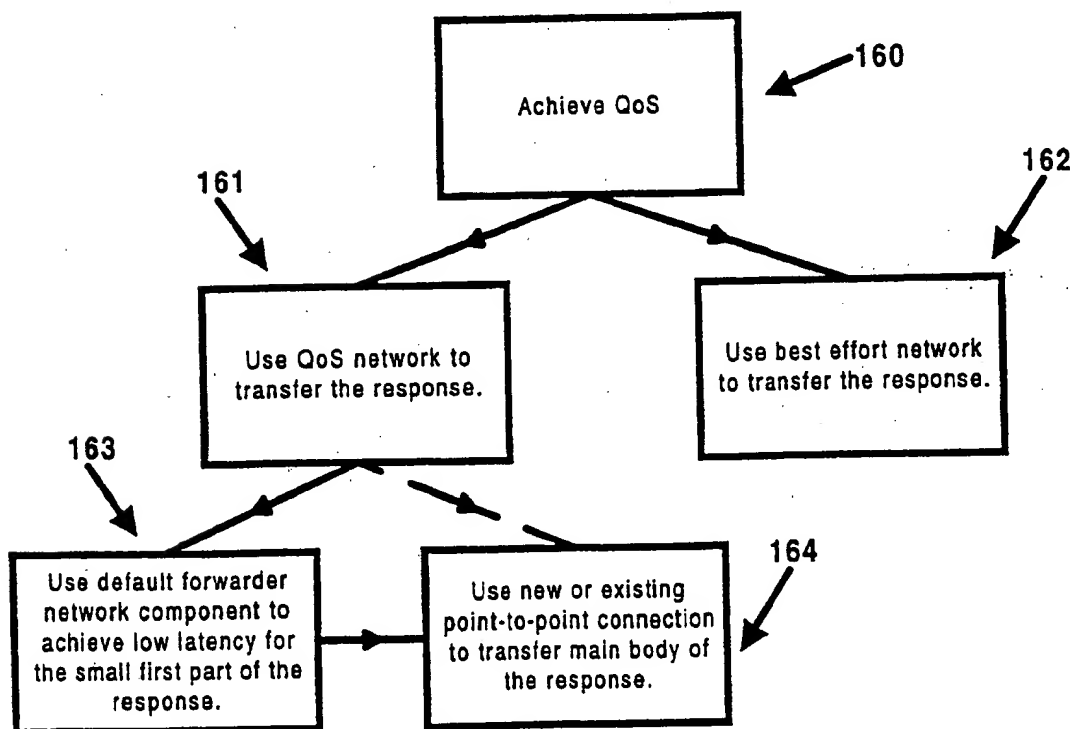 160
Achieve QoS
161
162
Use QoS network to
transfer the response.
Use best effort network
to transfer the response.
163
164
Use default forwarder
network component to
achieve low latency for
the small first part of the
response.
Use new or existing
point-to-point connection
to transfer main body of
the response.